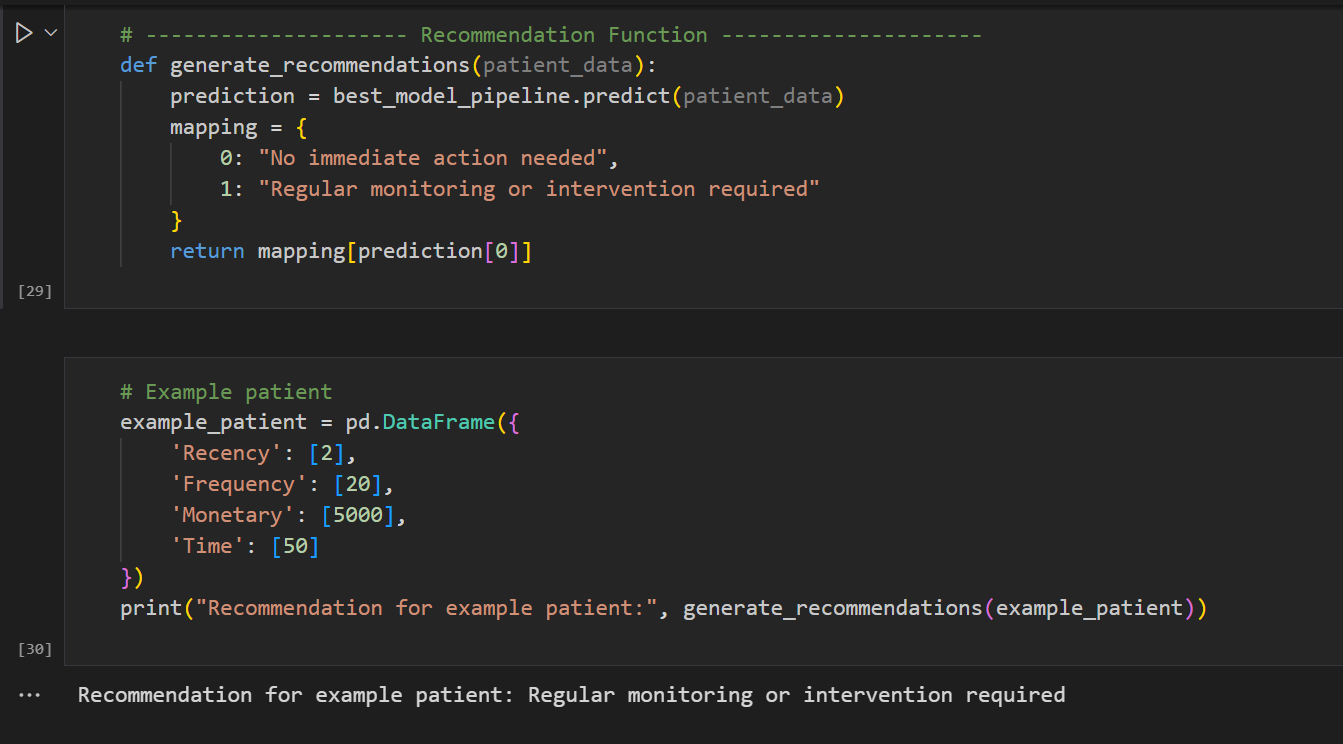 # --------------------- Recommendation Function ---------------------
def generate_recommendations(patient_data):
    prediction = best_model_pipeline.predict(patient_data)
    mapping = {
        0: "No immediate action needed",
        1: "Regular monitoring or intervention required"
    }
    return mapping[prediction[0]]
[29]
# Example patient
example_patient = pd.DataFrame({
    'Recency': [2],
    'Frequency': [20],
    'Monetary': [5000],
    'Time': [50]
})
print("Recommendation for example patient:", generate_recommendations(example_patient))
[30]
... Recommendation for example patient: Regular monitoring or intervention required